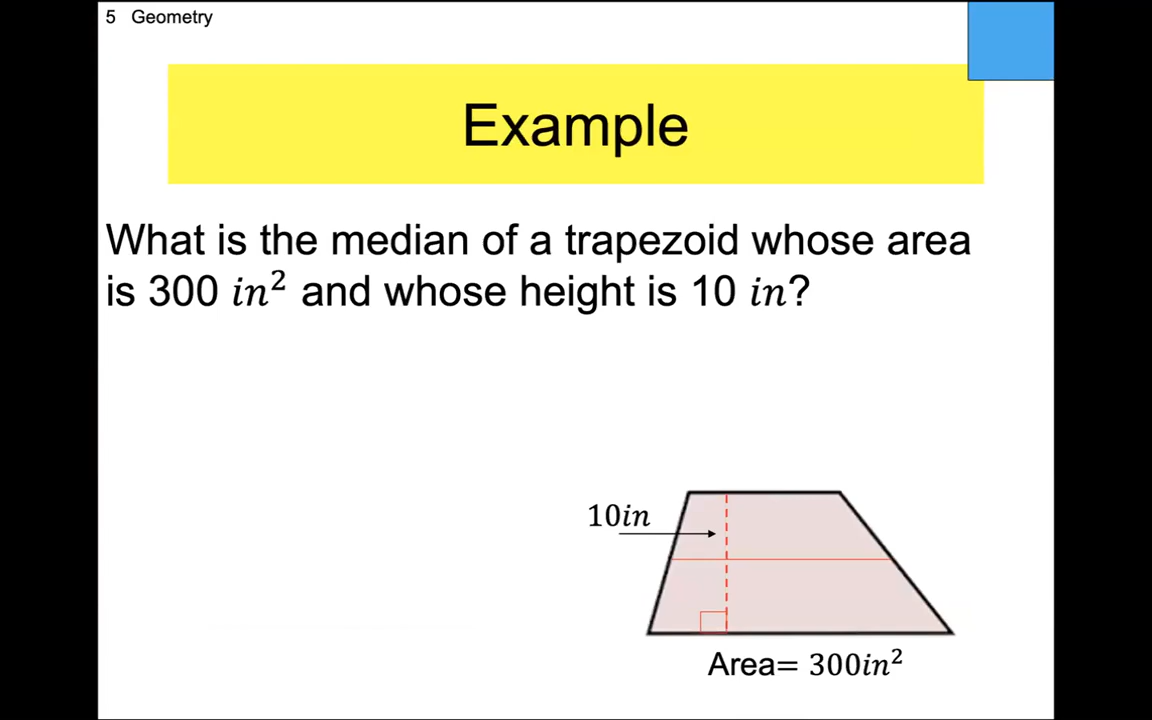 5 Geometry
Example
What is the median of a trapezoid whose area
is 300 in² and whose height is 10 in?
10in
Area= 300in²